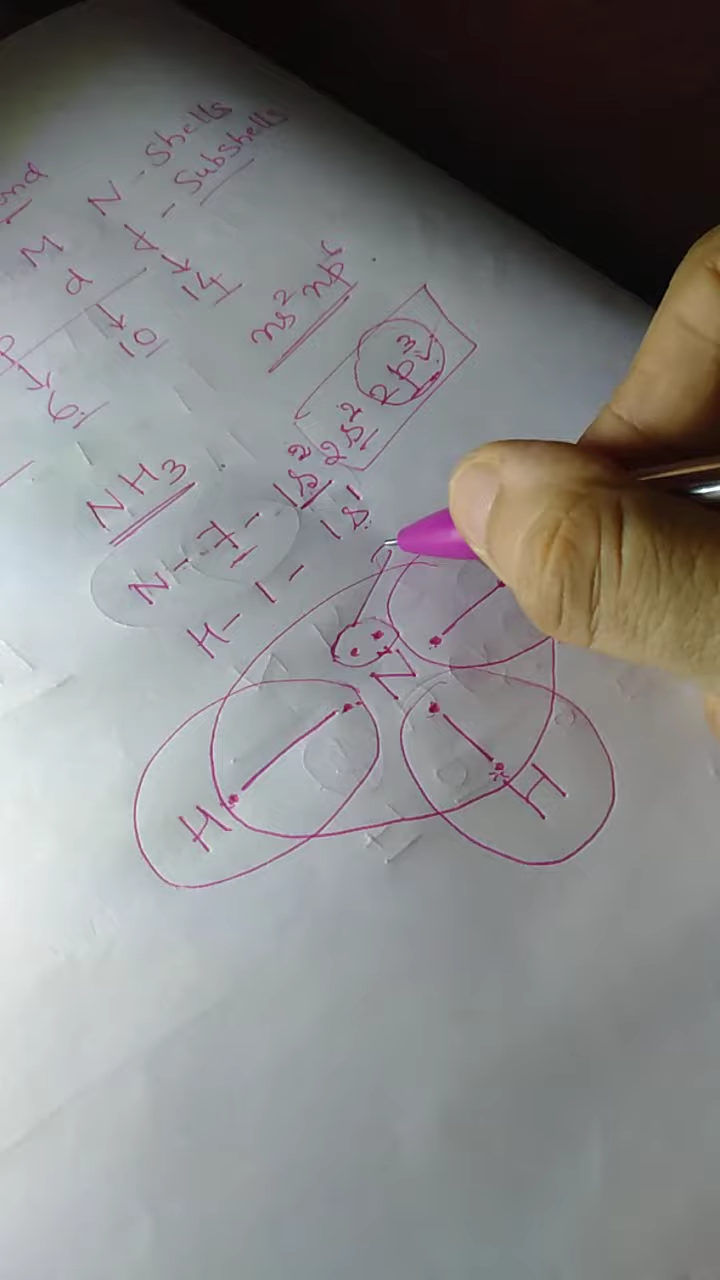 M N - Shells
p d f - Subshells
6 10 14
ns² np⁶
NH₃
N - 7 - 1s² 2s² 2p³
H - 1 - 1s¹
N
H H